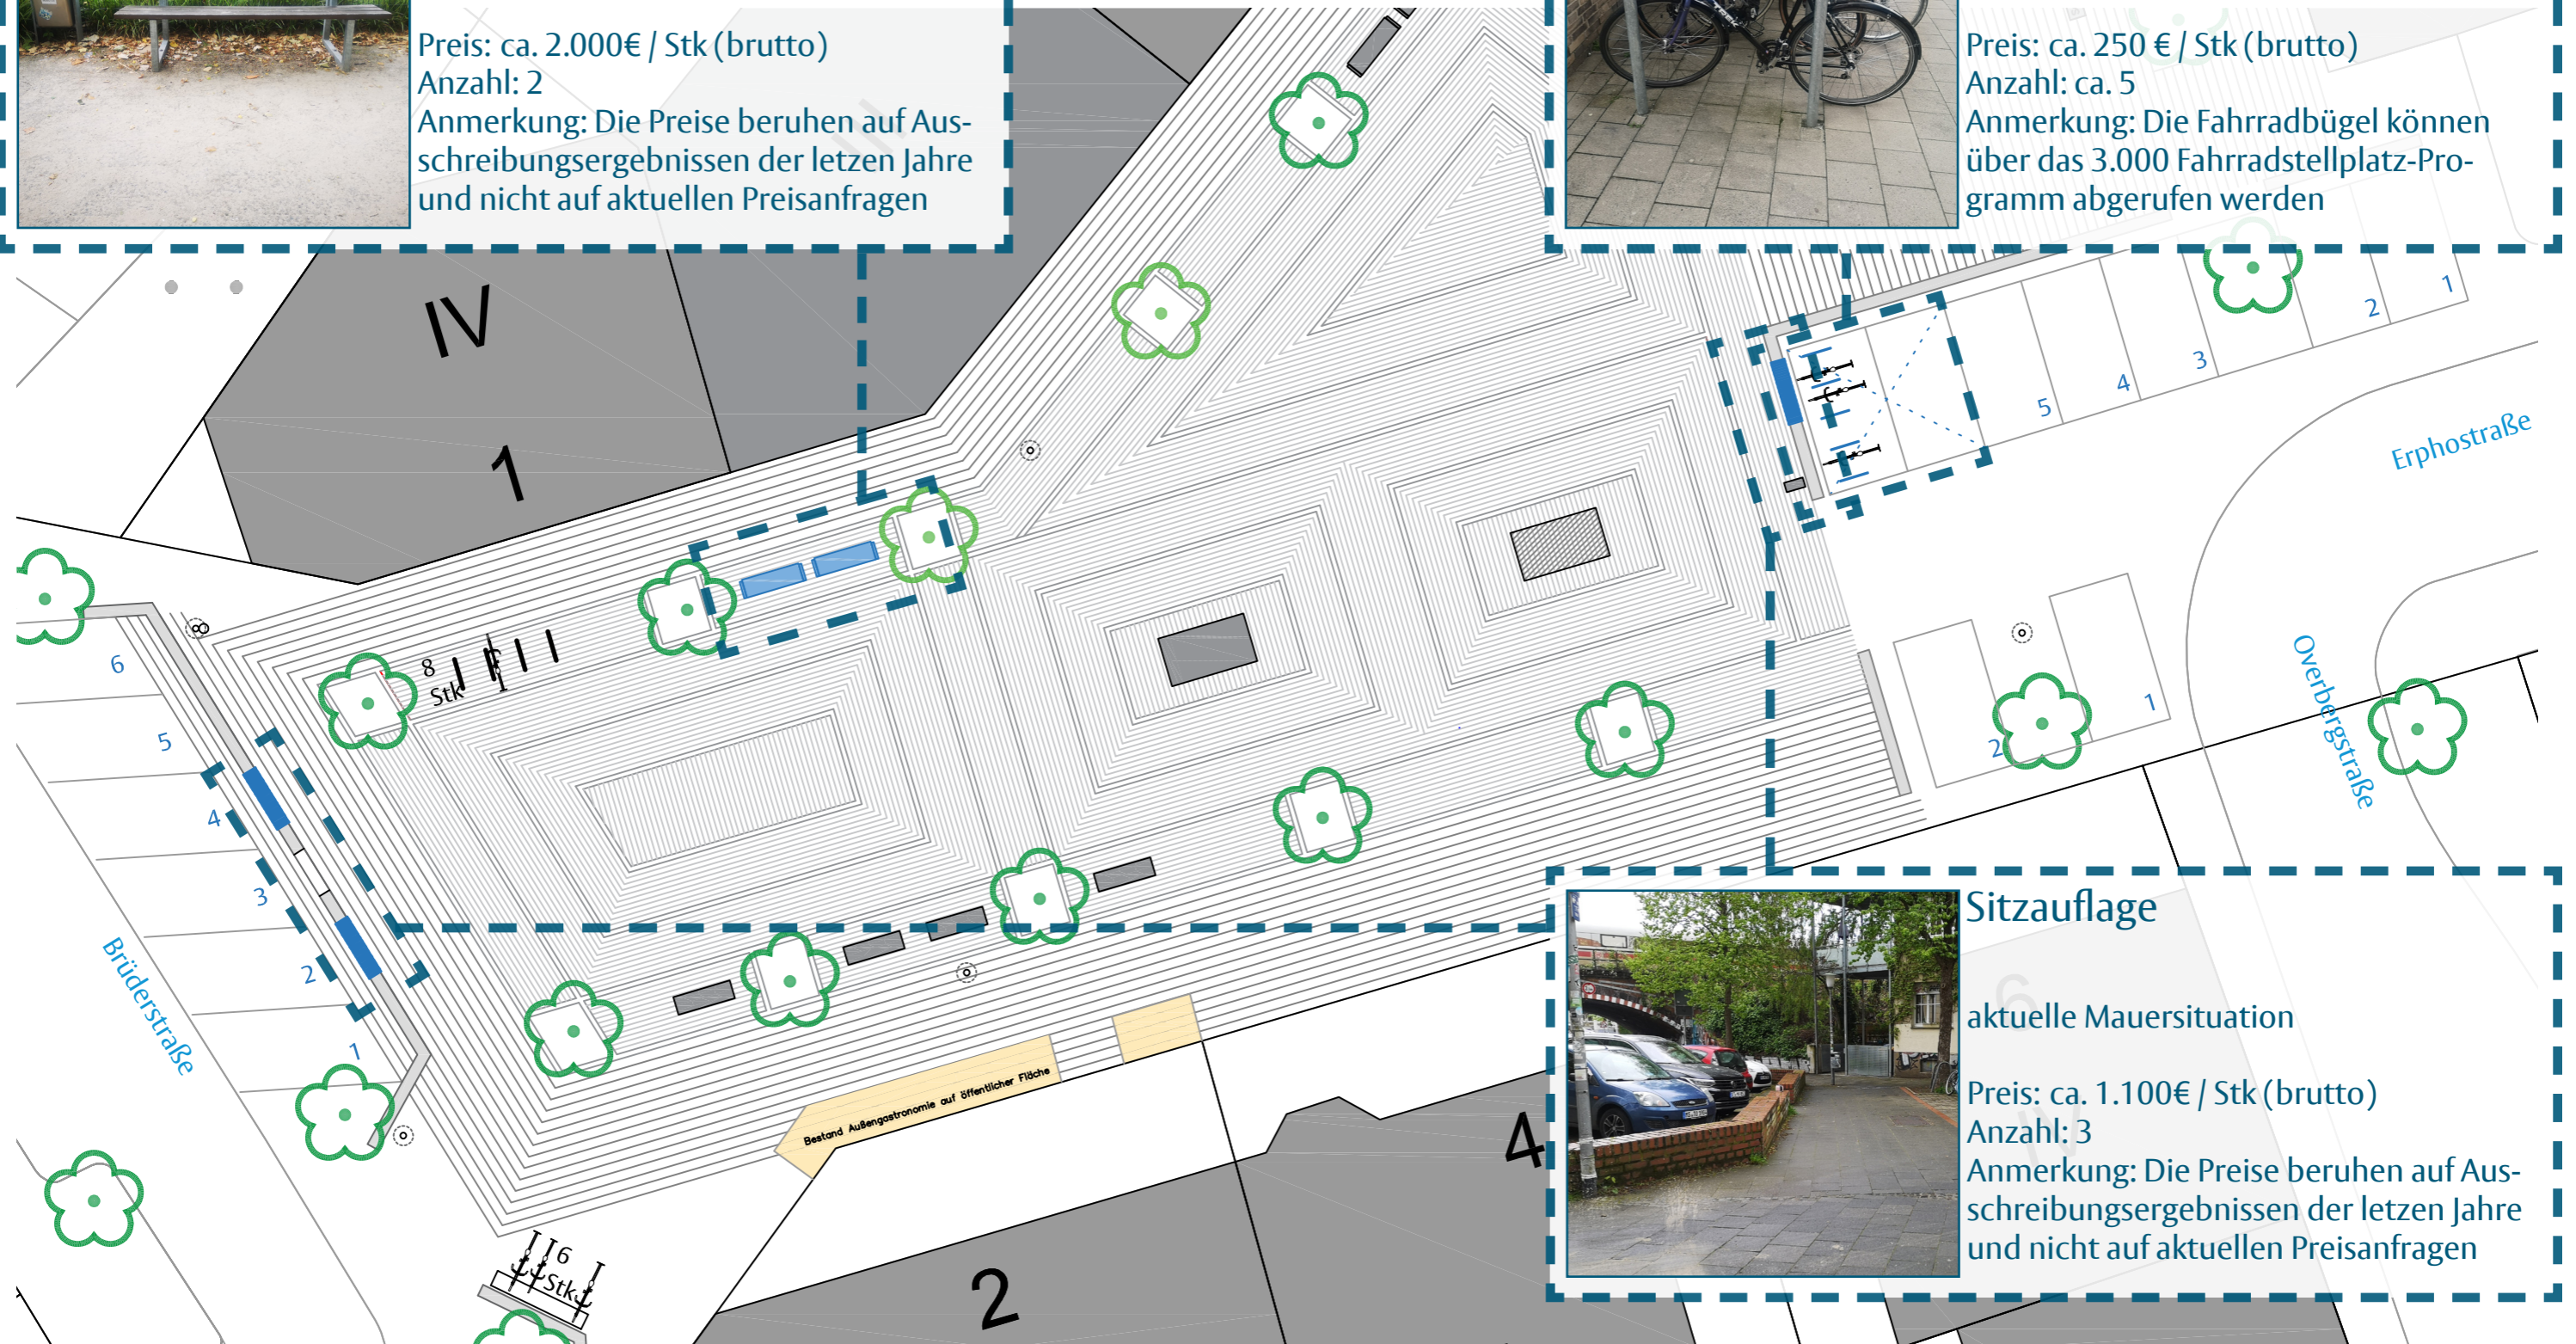 Preis: ca. 2.000€ / Stk (brutto)
Anzahl: 2
Anmerkung: Die Preise beruhen auf Aus-
schreibungsergebnissen der letzen Jahre
und nicht auf aktuellen Preisanfragen
Preis: ca. 250 € / Stk (brutto)
Anzahl: ca. 5
Anmerkung: Die Fahrradbügel können
über das 3.000 Fahrradstellplatz-Pro-
gramm abgerufen werden
III
IV
1
1
2
3
4
5
Erphostraße
Overbergstraße
1
2
8
Stk
6
5
4
3
2
1
Brüderstraße
Bestand Außengastronomie auf öffentlicher Fläche
6
Stk
2
4
6
IV
Sitzauflage
aktuelle Mauersituation
Preis: ca. 1.100€ / Stk (brutto)
Anzahl: 3
Anmerkung: Die Preise beruhen auf Aus-
schreibungsergebnissen der letzen Jahre
und nicht auf aktuellen Preisanfragen